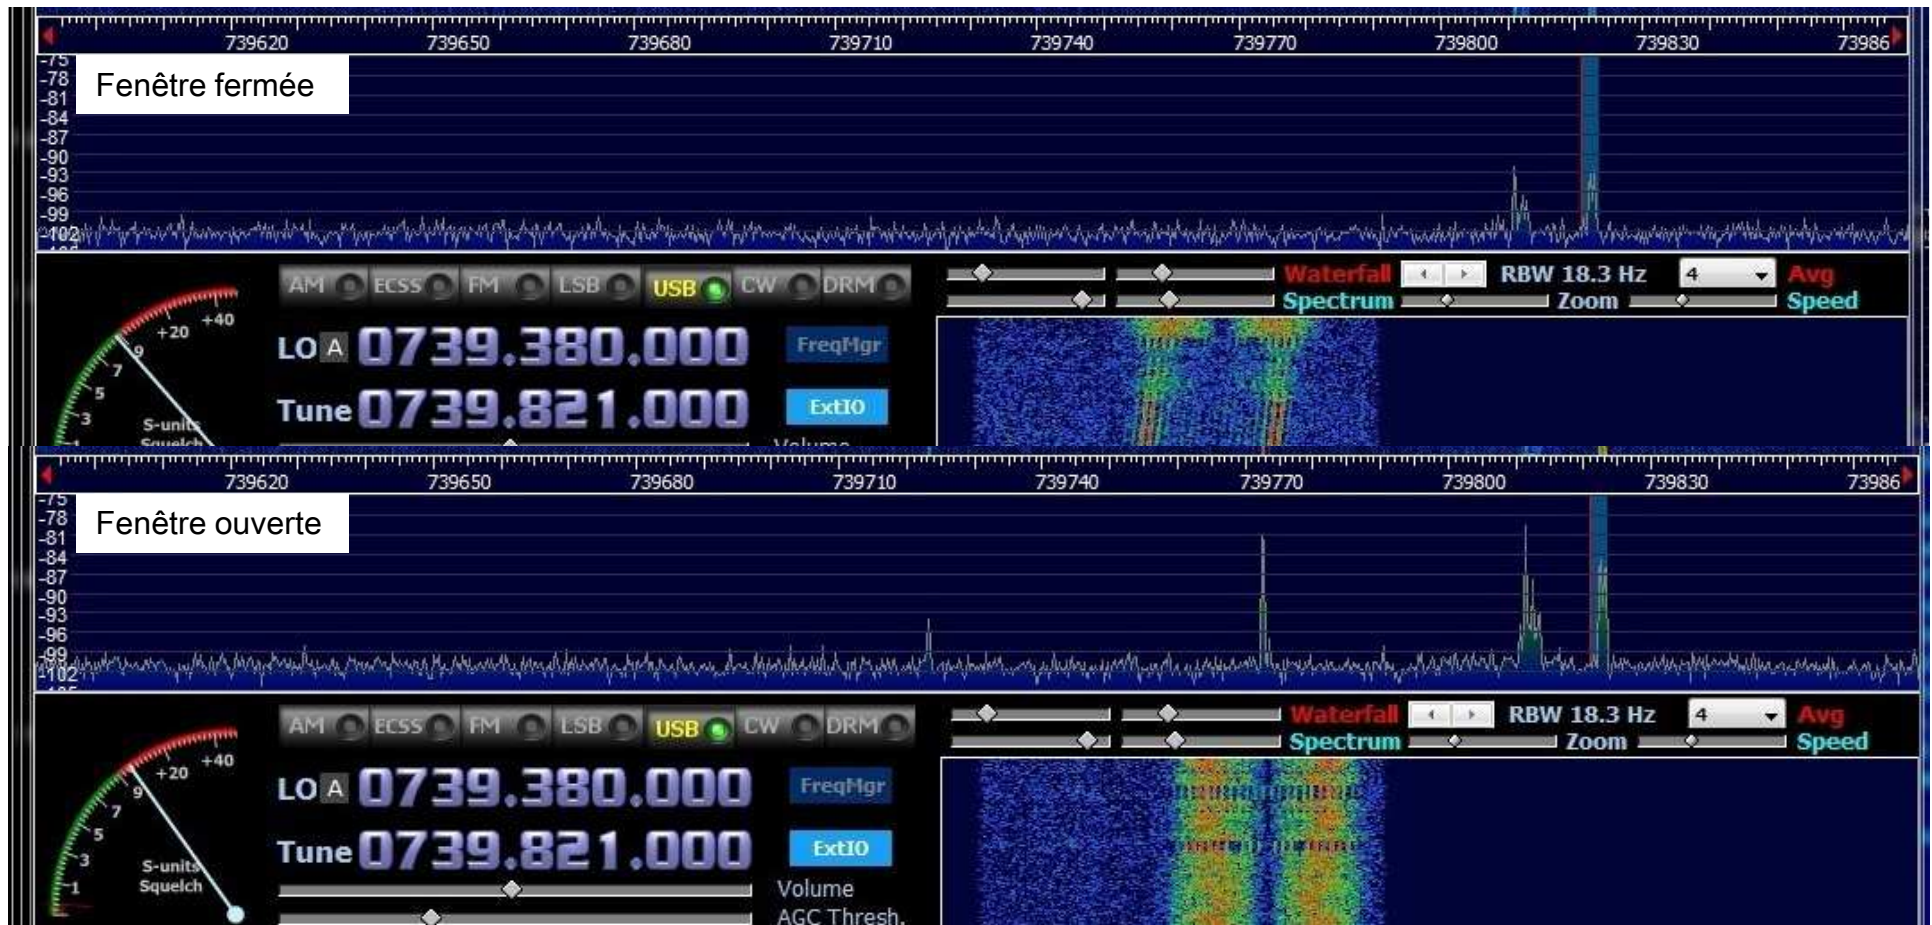 739620 739650 739680 739710 739740 739770 739800 739830 73986
-75
Fenêtre fermée
-78
-81
-84
-87
-90
-93
-96
-99
-102
AM ECSS FM LSB USB CW DRM
Waterfall RBW 18.3 Hz 4 Avg
Spectrum Zoom Speed
+20 +40
9
7
5
3
1
S-units
Squelch
LO A 0739.380.000 FreqMgr
Tune 0739.821.000 ExtIO
Volume
739620 739650 739680 739710 739740 739770 739800 739830 73986
-75
Fenêtre ouverte
-78
-81
-84
-87
-90
-93
-96
-99
-102
AM ECSS FM LSB USB CW DRM
Waterfall RBW 18.3 Hz 4 Avg
Spectrum Zoom Speed
+20 +40
9
7
5
3
1
S-units
Squelch
LO A 0739.380.000 FreqMgr
Tune 0739.821.000 ExtIO
Volume
AGC Thresh.